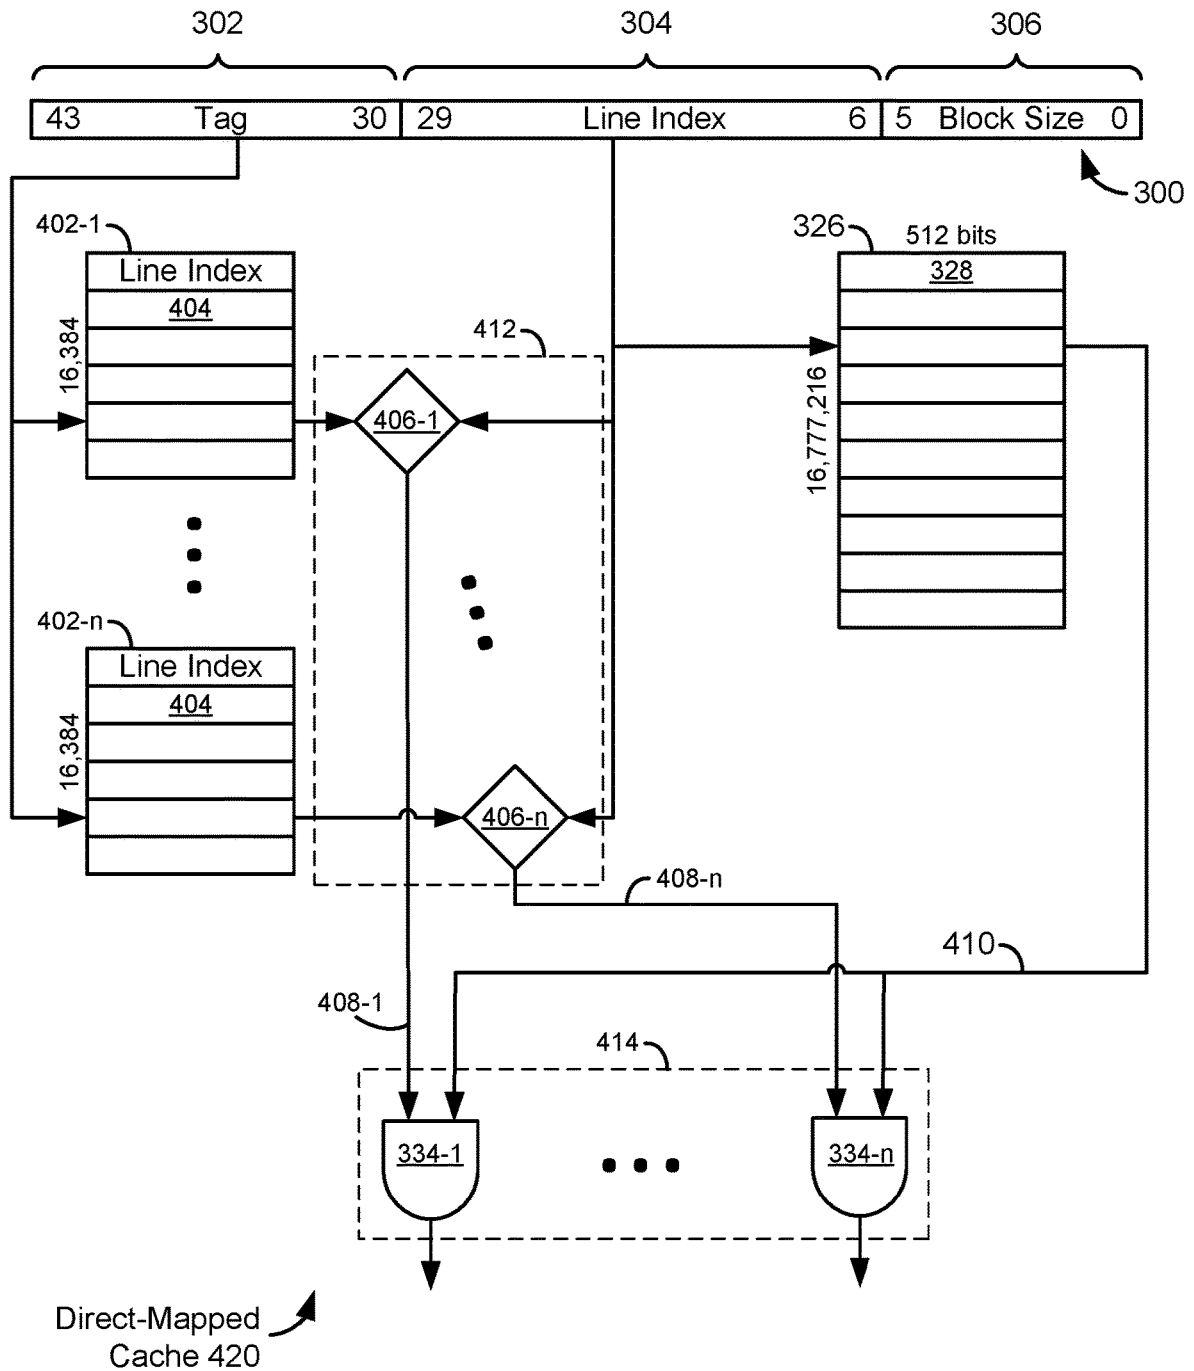 302 304 306
43 Tag 30 29 Line Index 6 5 Block Size 0
300
402-1
Line Index
404
16,384
326
512 bits
328
16,777,216
412
406-1
402-n
Line Index
404
16,384
406-n
408-n
410
408-1
414
334-1
334-n
Direct-Mapped
Cache 420